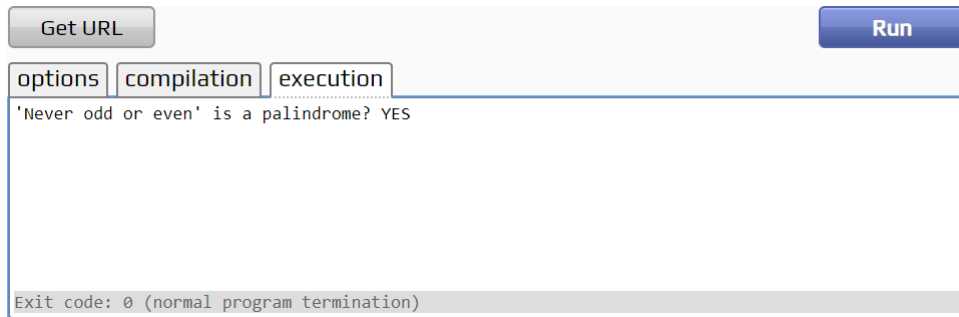 Get URL
Run
options
compilation
execution
'Never odd or even' is a palindrome? YES
Exit code: 0 (normal program termination)